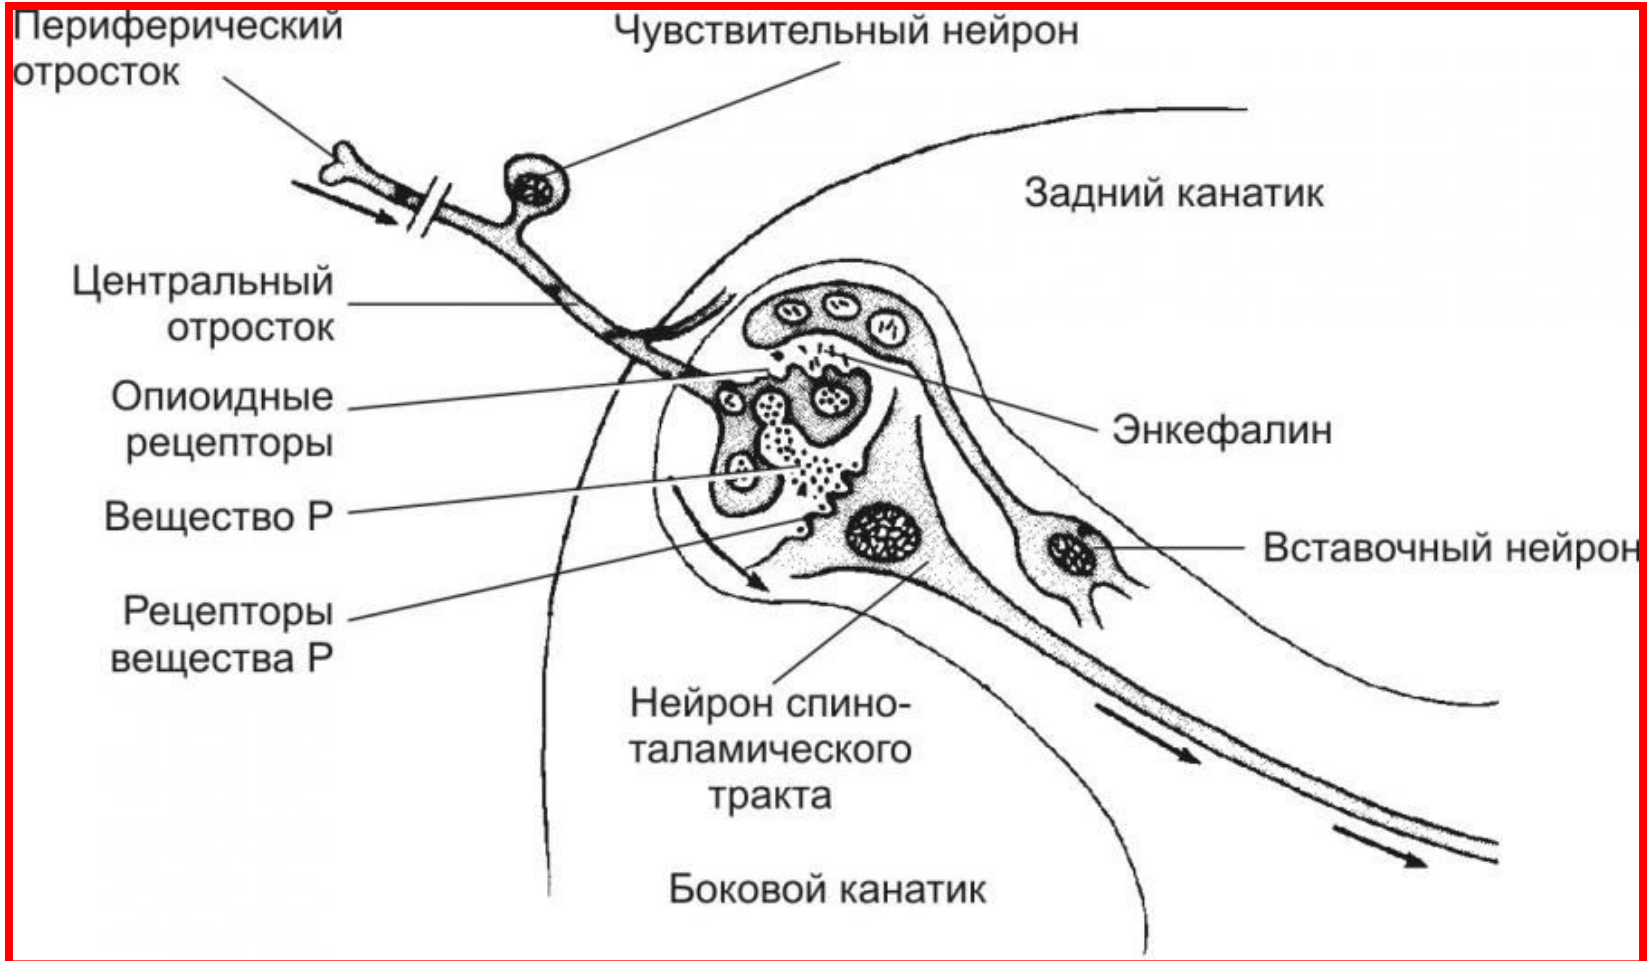 Периферический
отросток
Чувствительный нейрон
Задний канатик
Центральный
отросток
Опиоидные
рецепторы
Энкефалин
Вещество Р
Вставочный нейрон
Рецепторы
вещества Р
Нейрон спино-
таламического
тракта
Боковой канатик